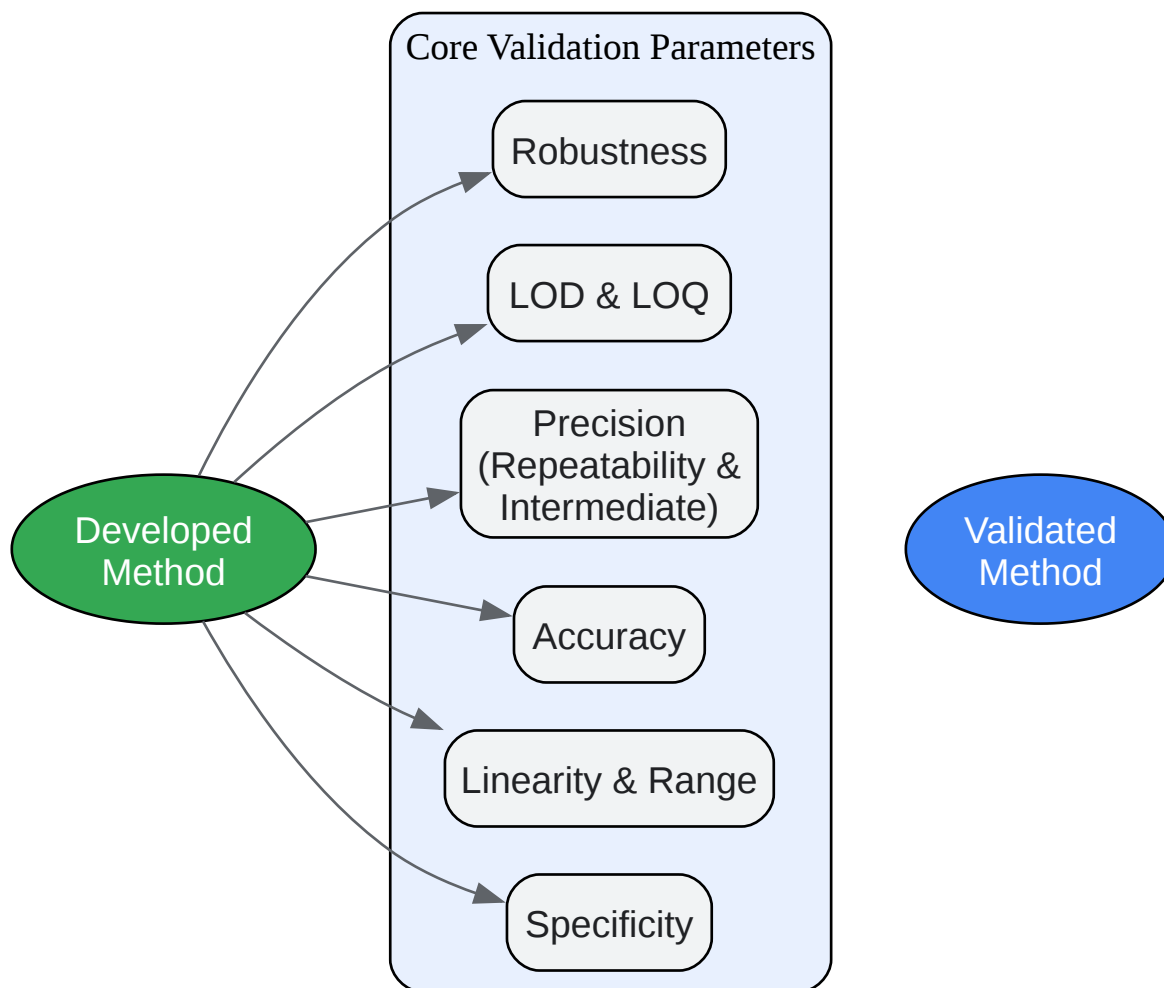 Core Validation Parameters
Robustness
LOD & LOQ
Precision
(Repeatability &
Intermediate)
Developed
Method
Validated
Method
Accuracy
Linearity & Range
Specificity